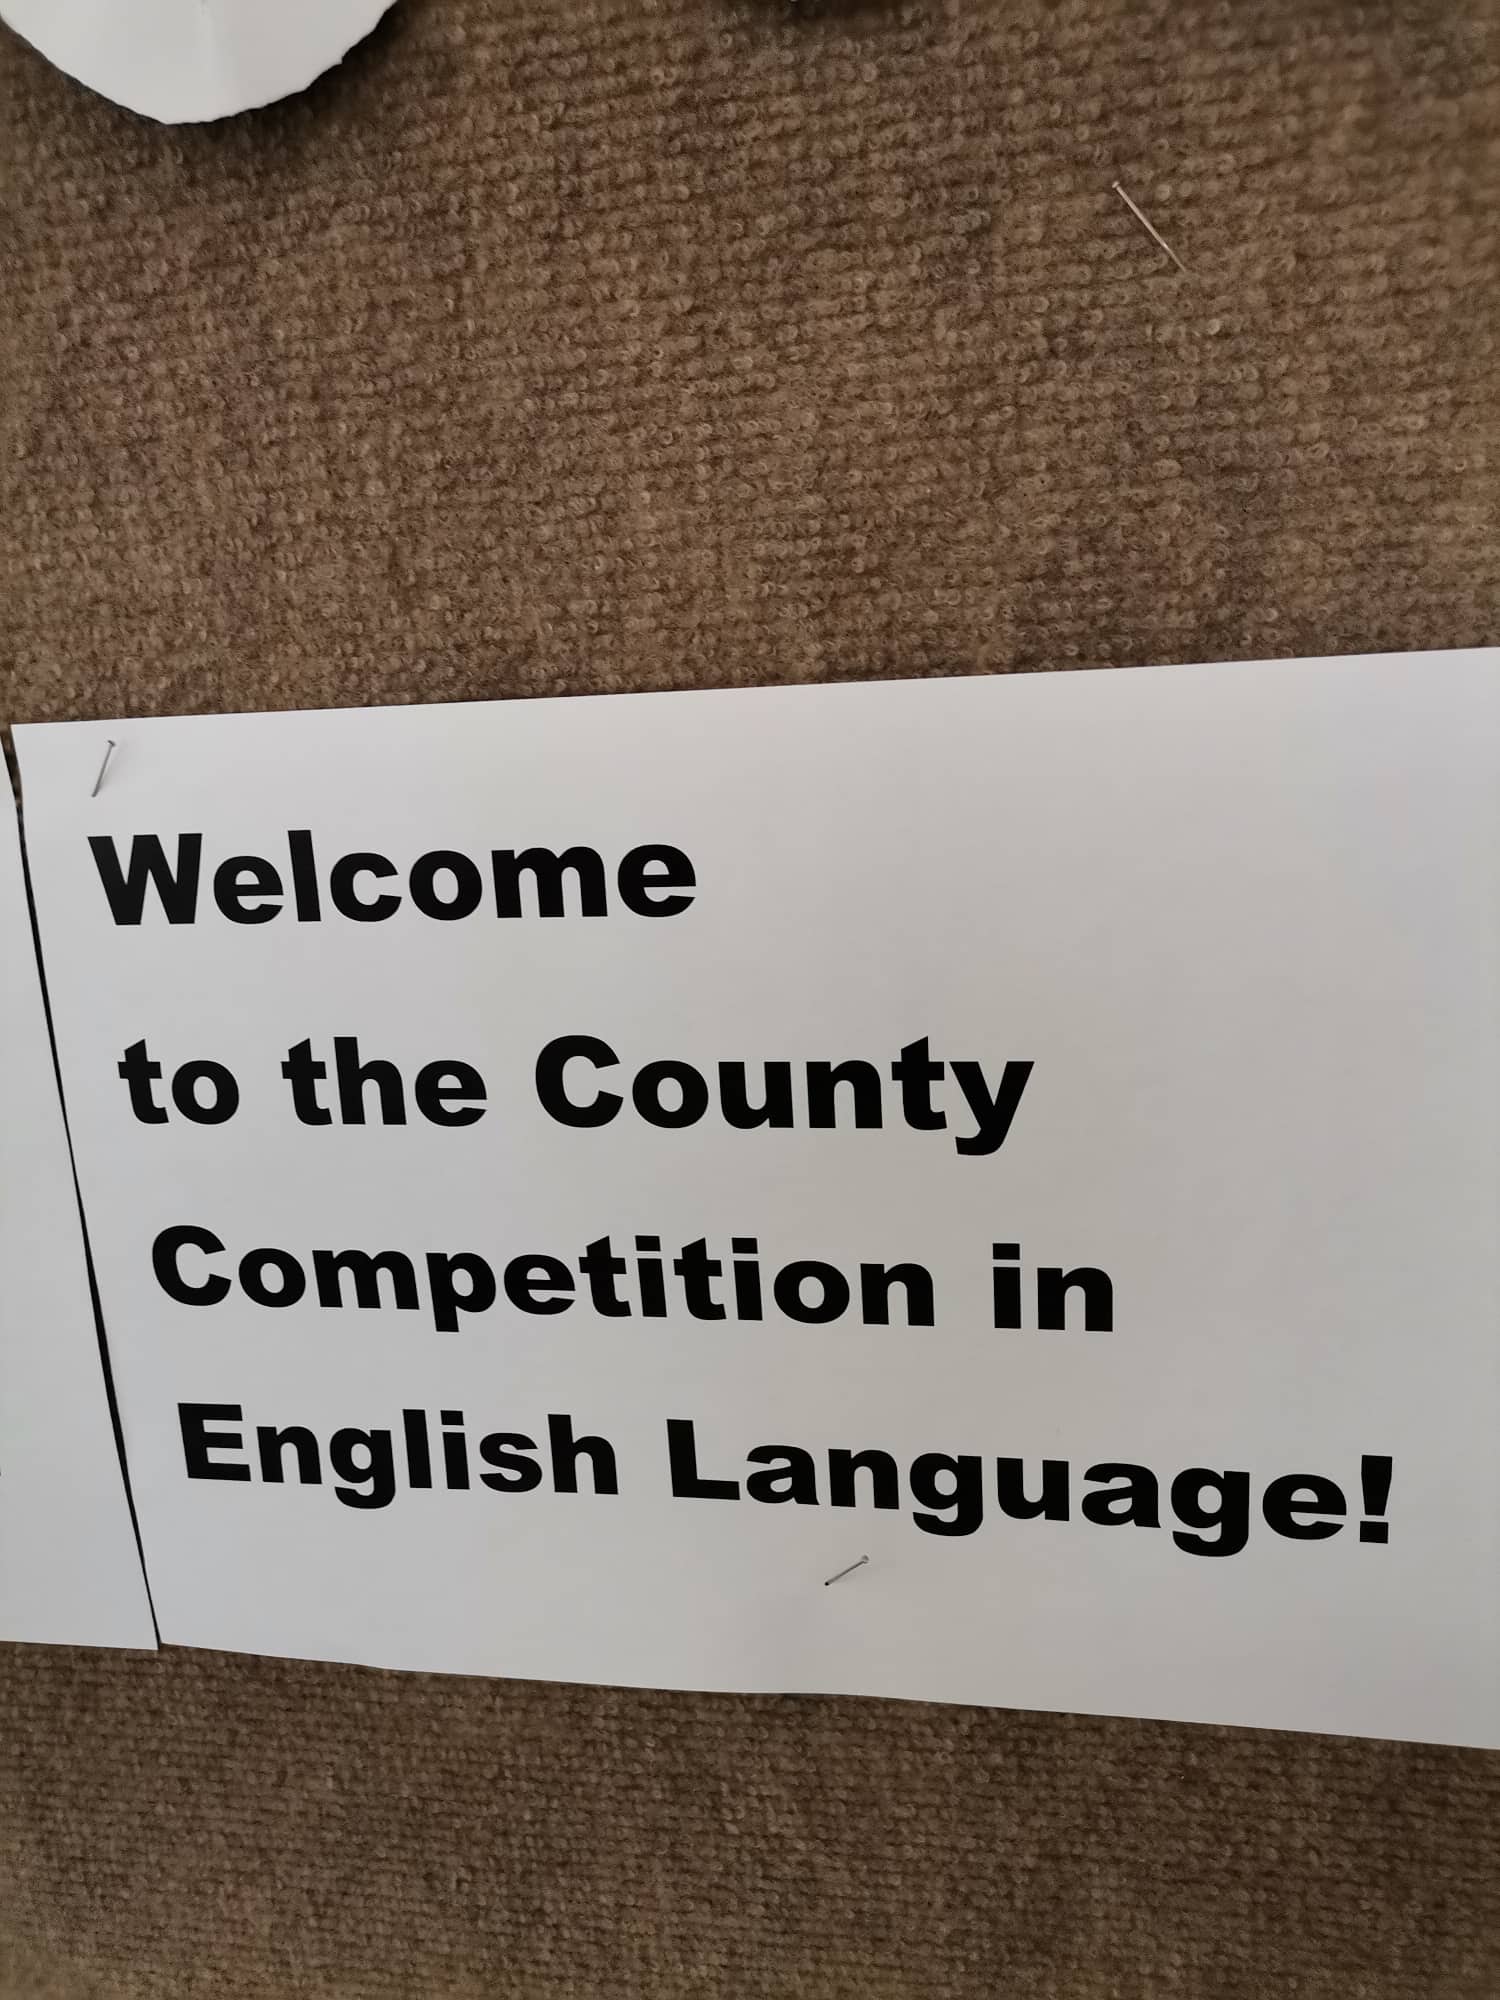 Welcome
to the County
Competition in
English Language!